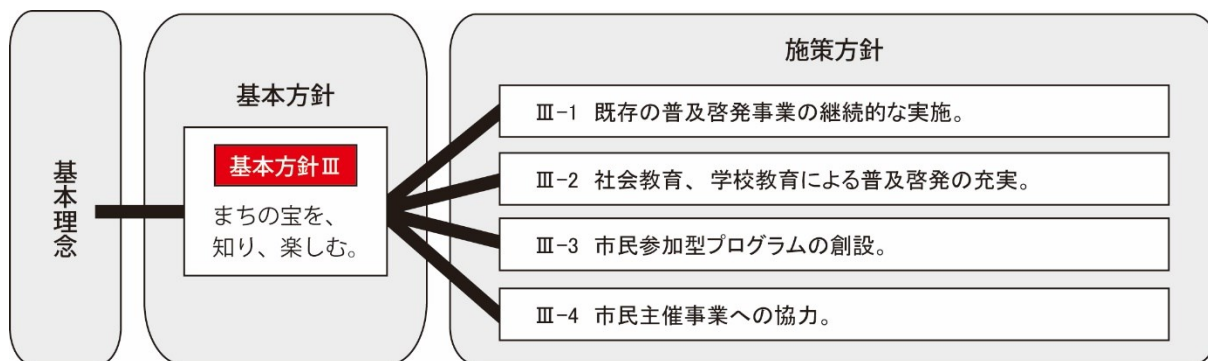 基本理念
基本方針
基本方針Ⅲ
まちの宝を、
知り、楽しむ。
施策方針
Ⅲ-1 既存の普及啓発事業の継続的な実施。
Ⅲ-2 社会教育、学校教育による普及啓発の充実。
Ⅲ-3 市民参加型プログラムの創設。
Ⅲ-4 市民主催事業への協力。